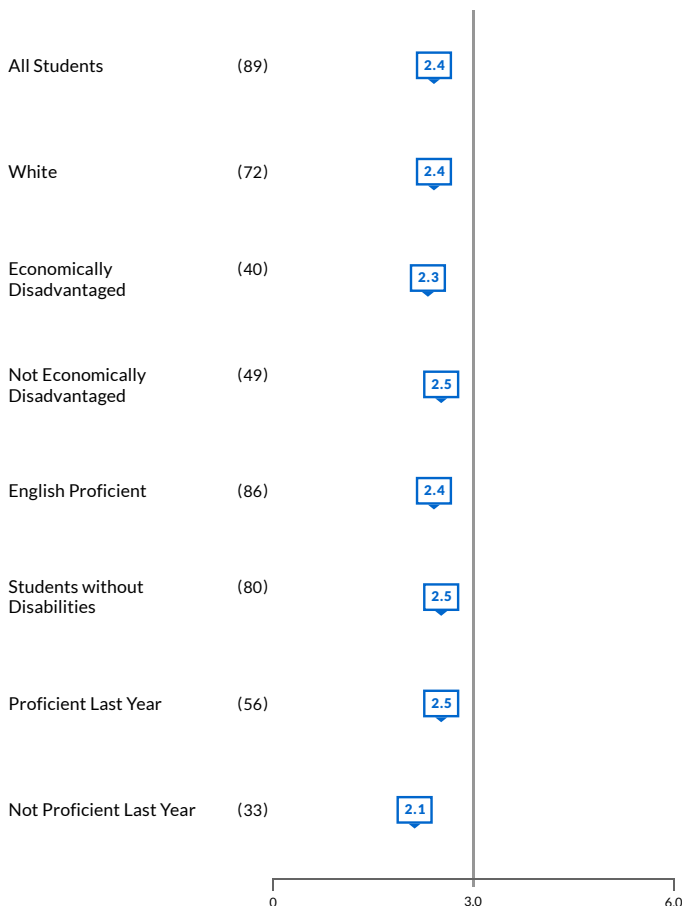 All Students (89) 2.4
White (72) 2.4
Economically (40) 2.3
Disadvantaged
Not Economically (49) 2.5
Disadvantaged
English Proficient (86) 2.4
Students without (80) 2.5
Disabilities
Proficient Last Year (56) 2.5
Not Proficient Last Year (33) 2.1
0 3.0 6.0